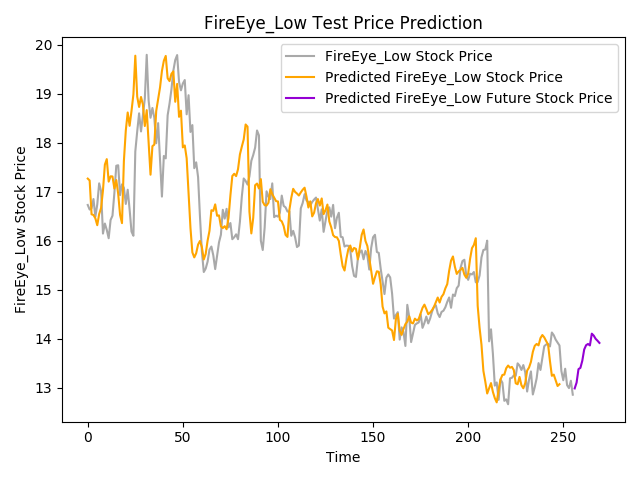 FireEye_Low Test Price Prediction
FireEye_Low Stock Price
Predicted FireEye_Low Stock Price
Predicted FireEye_Low Future Stock Price
FireEye_Low Stock Price
20
19
18
17
16
15
14
13
0
50
100
150
200
250
Time